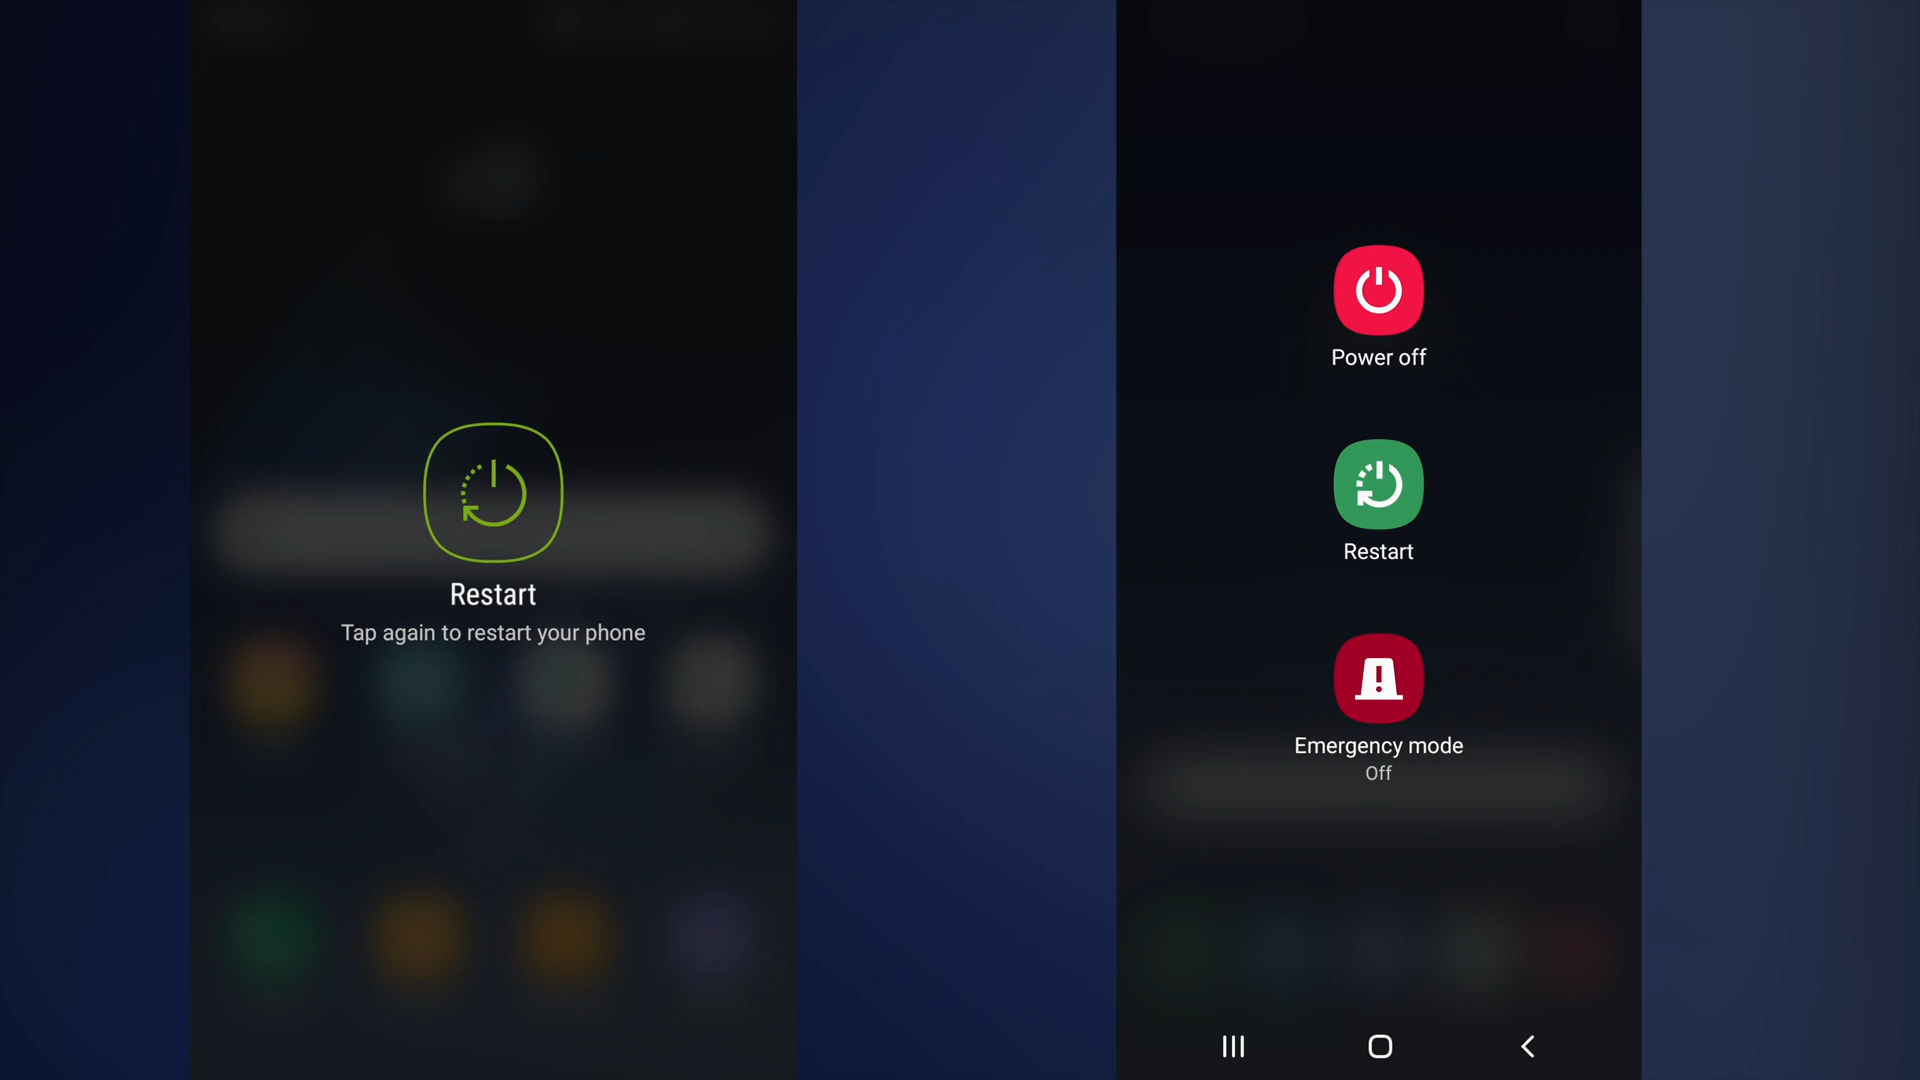 Restart
Tap again to restart your phone
Power off
Restart
Emergency mode
Off